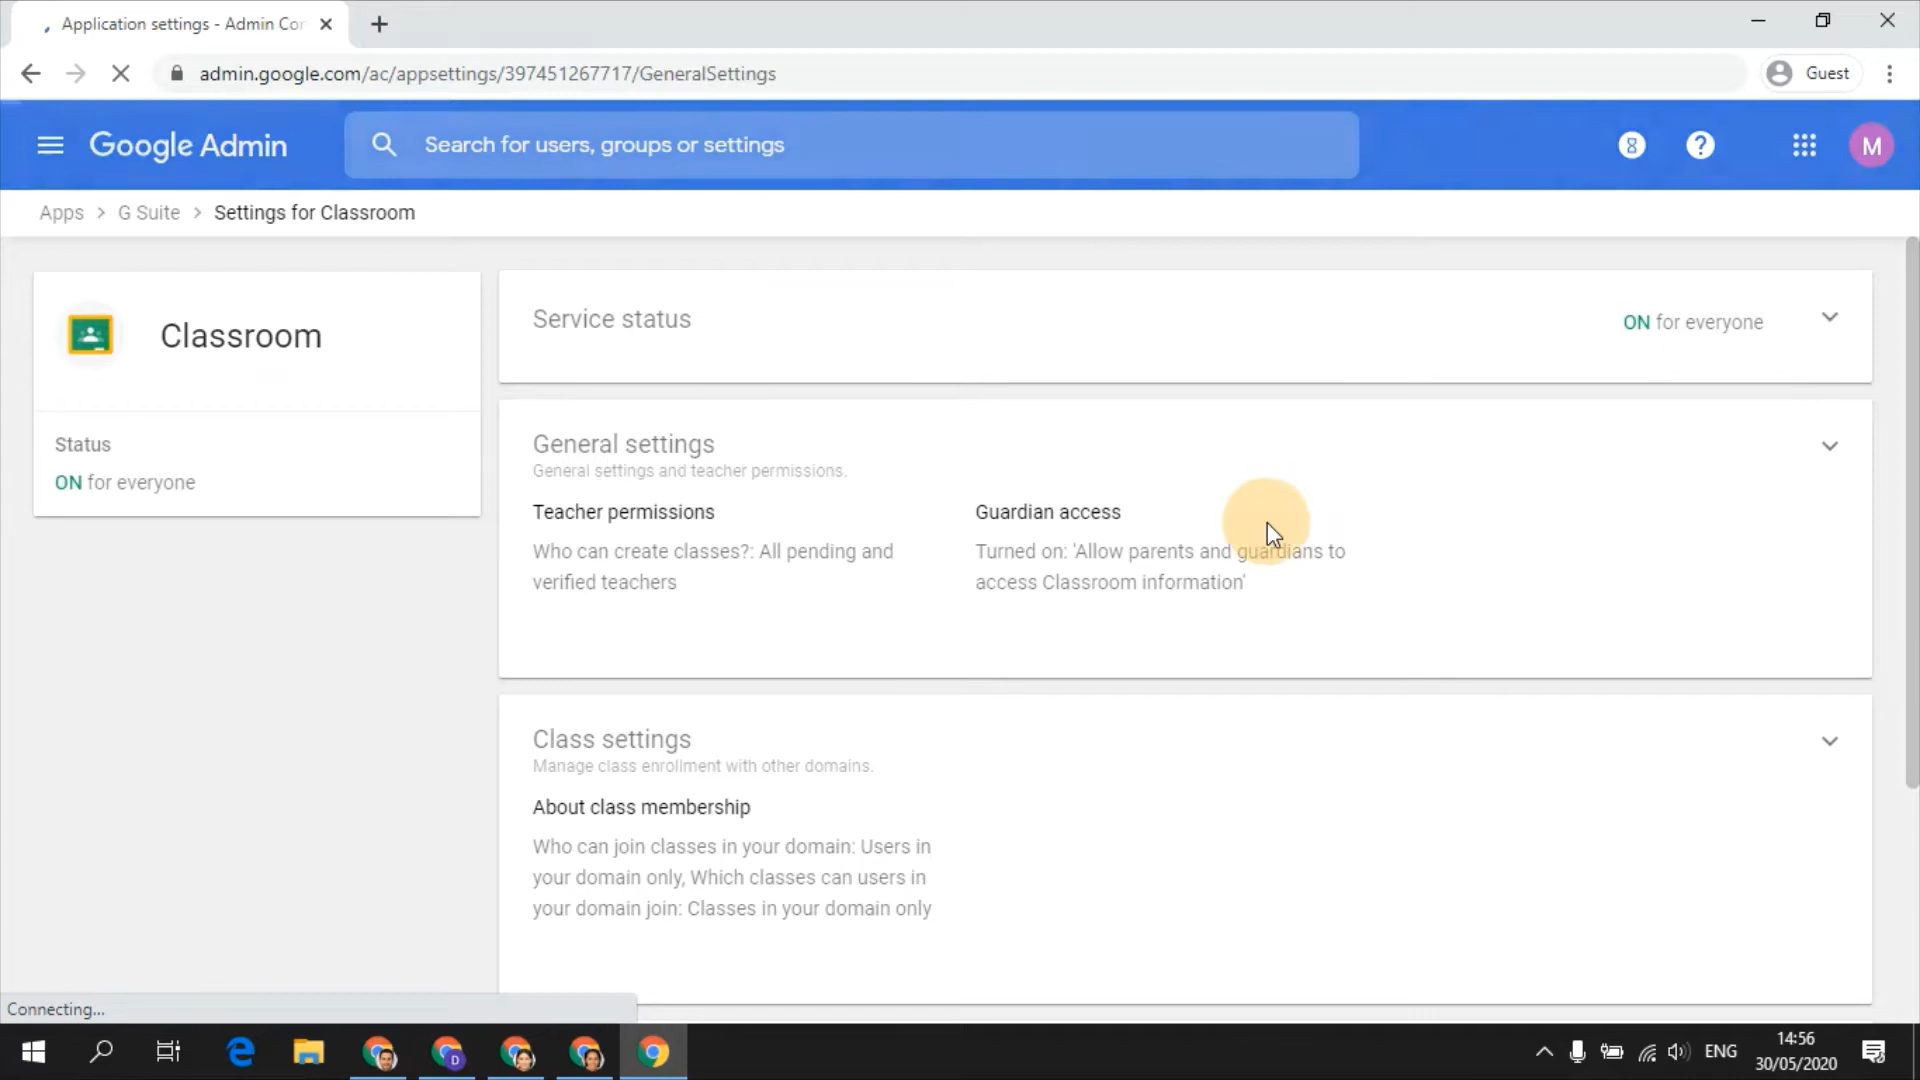 Application settings - Admin Cor
admin.google.com/ac/appsettings/397451267717/GeneralSettings
Guest
Google Admin
Search for users, groups or settings
M
Apps > G Suite > Settings for Classroom
Classroom
Status
ON for everyone
Service status
ON for everyone
General settings
General settings and teacher permissions.
Teacher permissions
Who can create classes?: All pending and
verified teachers
Guardian access
Turned on: 'Allow parents and guardians to
access Classroom information'
Class settings
Manage class enrollment with other domains.
About class membership
Who can join classes in your domain: Users in
your domain only, Which classes can users in
your domain join: Classes in your domain only
Connecting...
D
ENG
14:56
30/05/2020